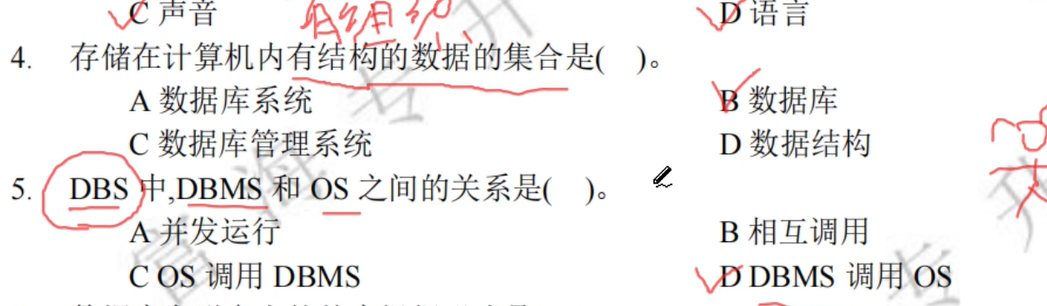 C 声音 D 语言
有组织
4. 存储在计算机内有结构的数据的集合是( )。
A 数据库系统 B 数据库
C 数据库管理系统 D 数据结构
5. DBS 中,DBMS 和 OS 之间的关系是( )。
A 并发运行 B 相互调用
C OS 调用 DBMS D DBMS 调用 OS